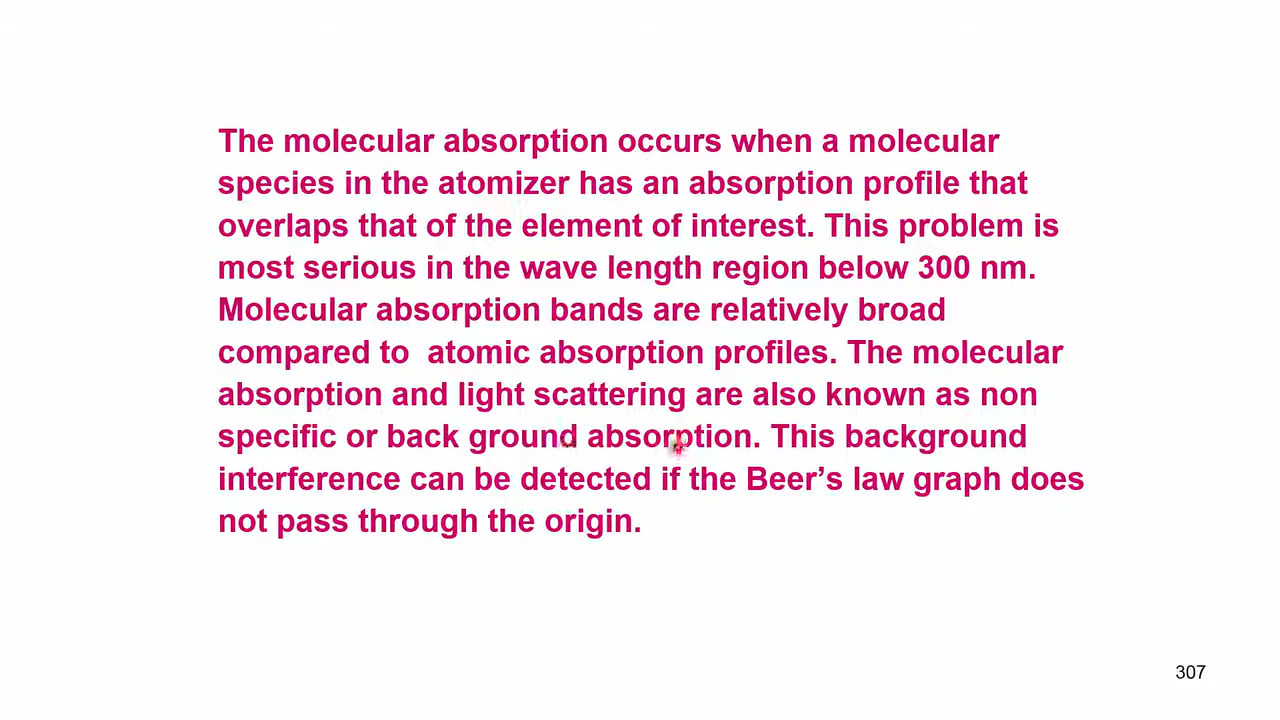 The molecular absorption occurs when a molecular
species in the atomizer has an absorption profile that
overlaps that of the element of interest. This problem is
most serious in the wave length region below 300 nm.
Molecular absorption bands are relatively broad
compared to  atomic absorption profiles. The molecular
absorption and light scattering are also known as non
specific or back ground absorption. This background
interference can be detected if the Beer’s law graph does
not pass through the origin.
307